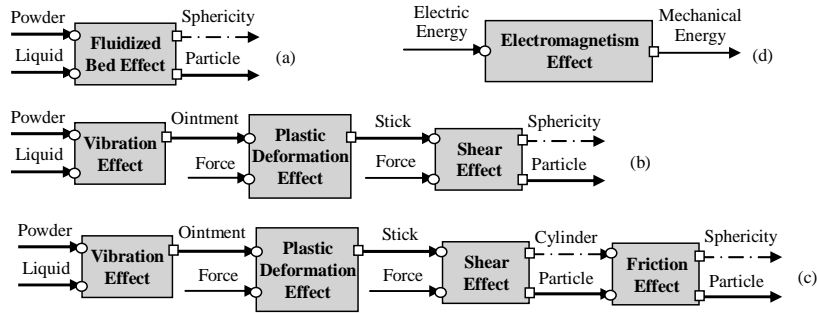 Powder
Liquid
Fluidized
Bed Effect
Sphericity
Particle
(a)
Electric
Energy
Electromagnetism
Effect
Mechanical
Energy
(d)
Powder
Liquid
Vibration
Effect
Ointment
Force
Plastic
Deformation
Effect
Stick
Force
Shear
Effect
Sphericity
Particle
(b)
Powder
Liquid
Vibration
Effect
Ointment
Force
Plastic
Deformation
Effect
Stick
Force
Shear
Effect
Cylinder
Particle
Friction
Effect
Sphericity
Particle
(c)